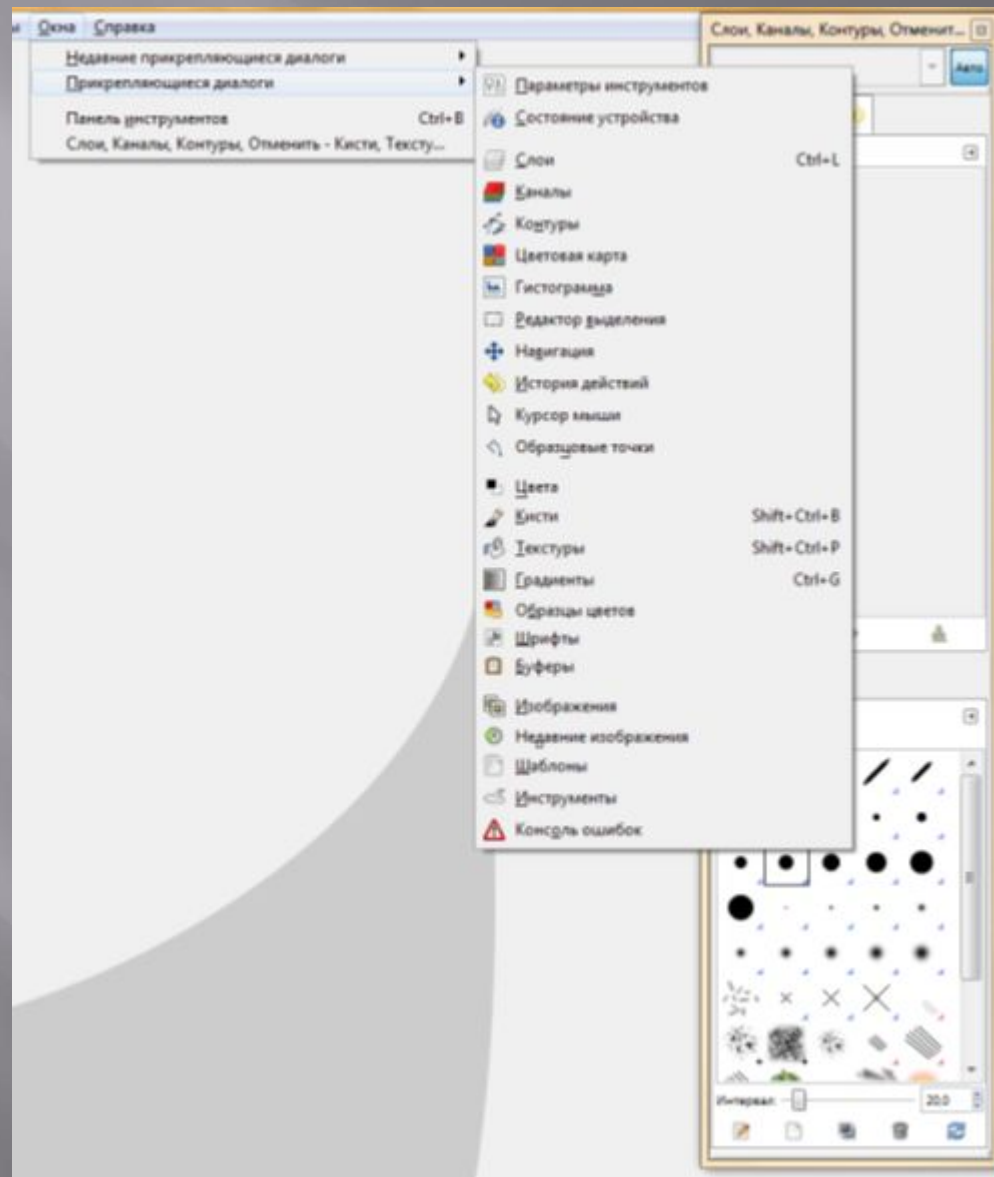 Окна Справка
Слои, Каналы, Контуры, Отменит...
Недавние прикрепляющиеся диалоги
Прикрепляющиеся диалоги
Панель инструментов Ctrl+B
Слои, Каналы, Контуры, Отменить - Кисти, Тексту...
Авто
Параметры инструментов
Состояние устройства
Слои Ctrl+L
Каналы
Контуры
Цветовая карта
Гистограмма
Редактор выделения
Навигация
История действий
Курсор мыши
Образцовые точки
Цвета
Кисти Shift+Ctrl+B
Текстуры Shift+Ctrl+P
Градиенты Ctrl+G
Образцы цветов
Шрифты
Буферы
Изображения
Недавние изображения
Шаблоны
Инструменты
Консоль ошибок
Интервал: 20,0